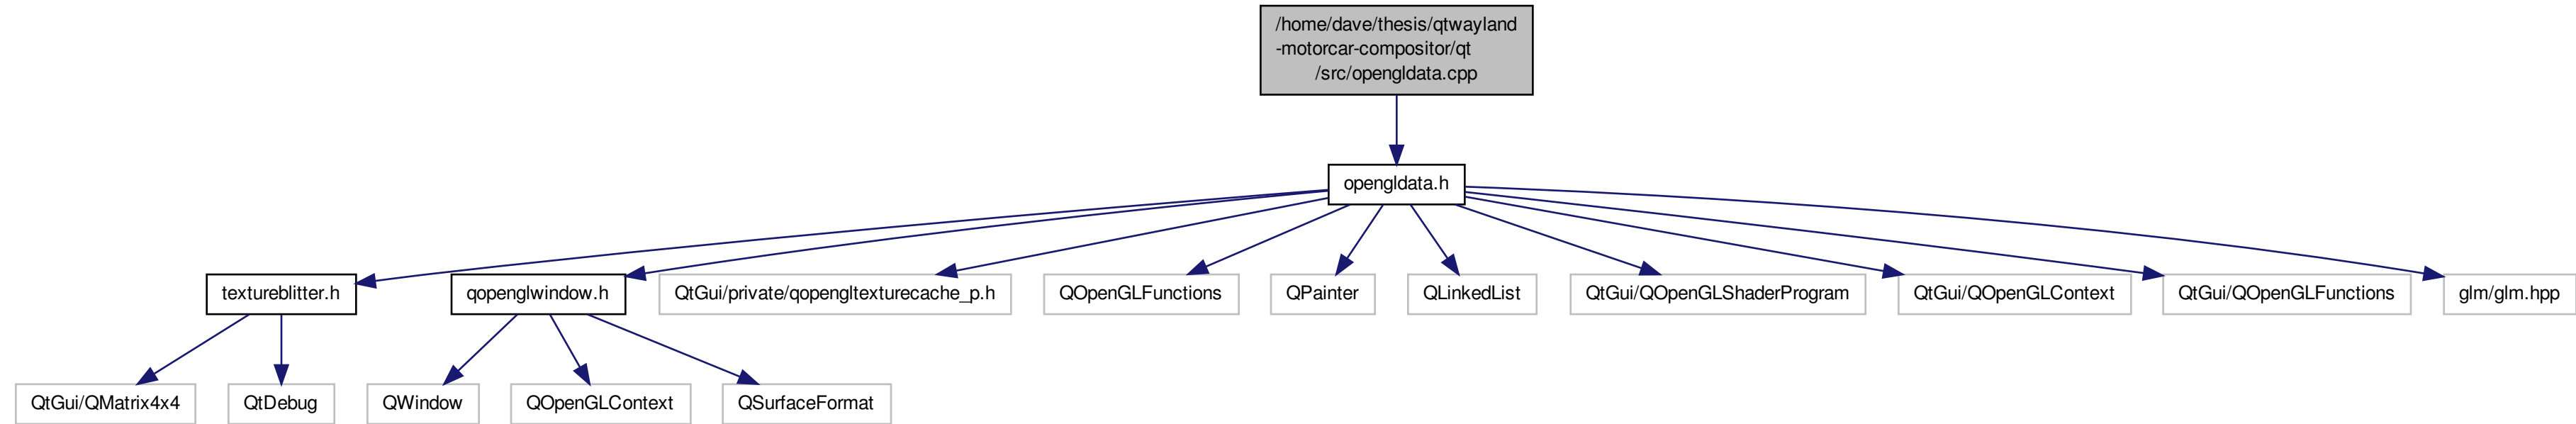 /home/dave/thesis/qtwayland
-motorcar-compositor/qt
/src/opengldata.cpp
opengldata.h
textureblitter.h
qopenglwindow.h
QtGui/private/qopengltexturecache_p.h
QOpenGLFunctions
QPainter
QLinkedList
QtGui/QOpenGLShaderProgram
QtGui/QOpenGLContext
QtGui/QOpenGLFunctions
glm/glm.hpp
QtGui/QMatrix4x4
QtDebug
QWindow
QOpenGLContext
QSurfaceFormat